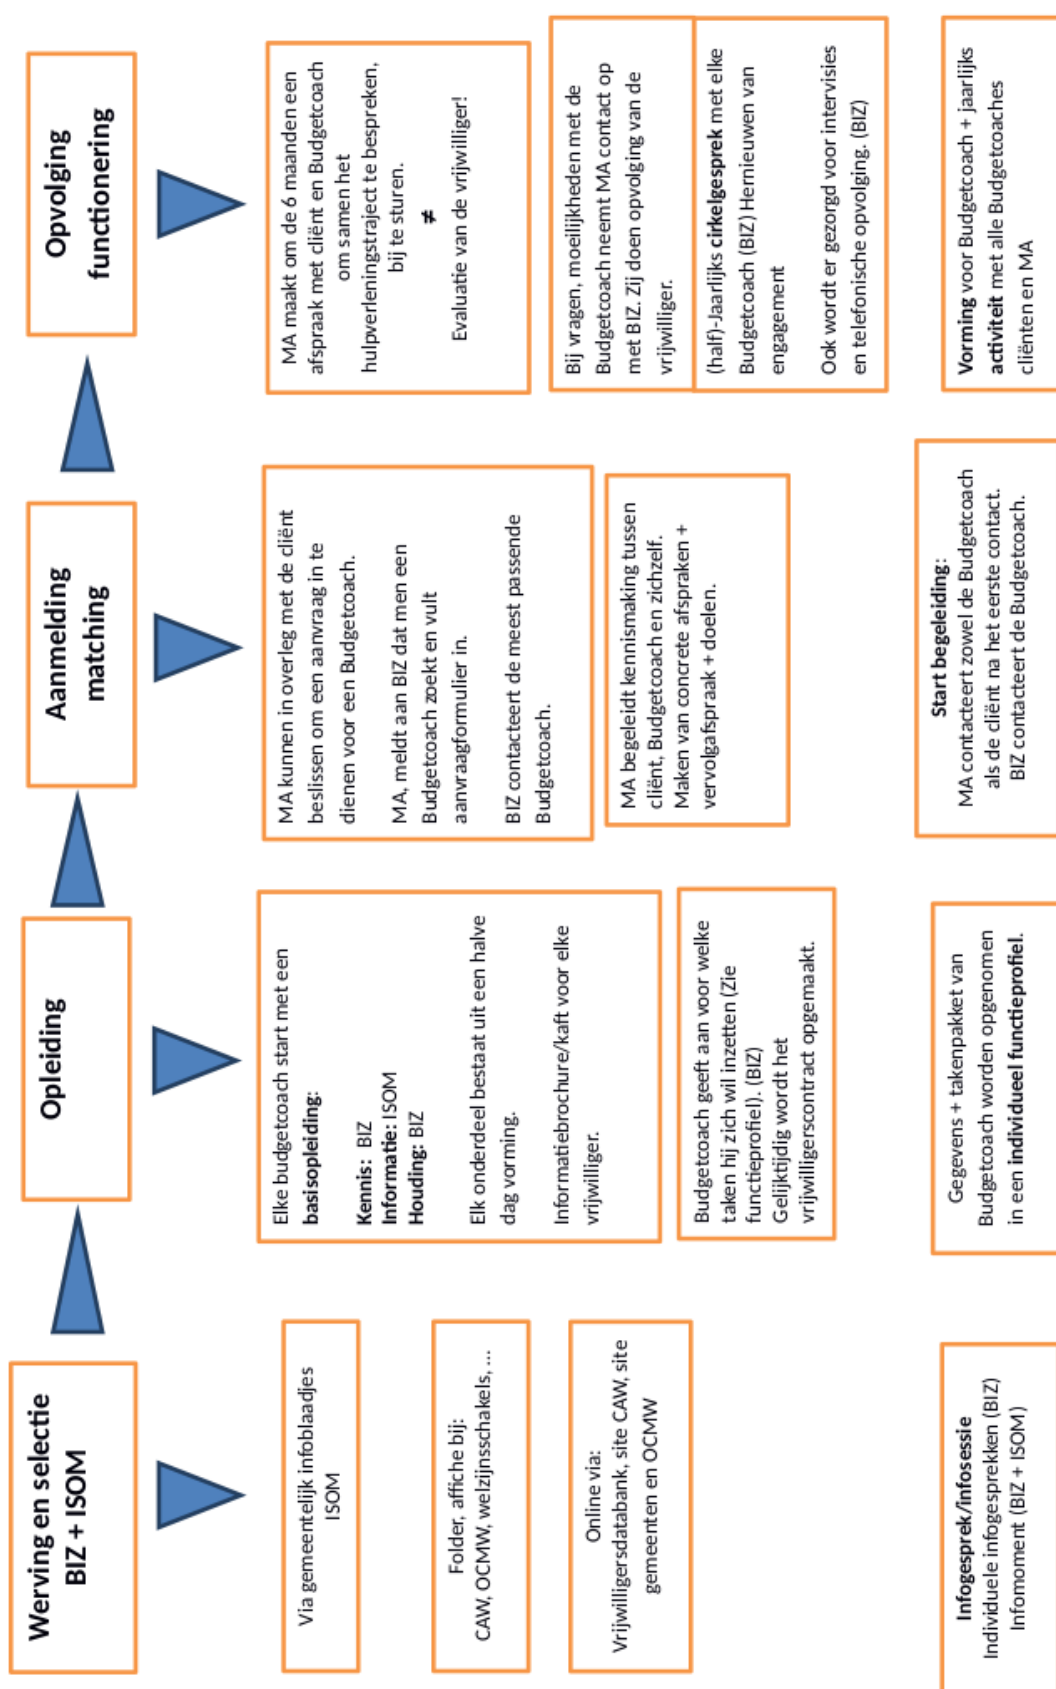 Werving en selectie
BIZ + ISOM
Via gemeentelijk infoblaadjes
ISOM
Folder, affiche bij:
CAW, OCMW, welzijnsschakels, ...
Online via:
Vrijwilligersdatabank, site CAW, site
gemeenten en OCMW
Infogesprek/infosessie
Individuele infogesprekken (BIZ)
Infomoment (BIZ + ISOM)
Opleiding
Elke budgetcoach start met een
basisopleiding:
Kennis: BIZ
Informatie: ISOM
Houding: BIZ
Elk onderdeel bestaat uit een halve
dag vorming.
Informatiebrochure/kaft voor elke
vrijwilliger.
Budgetcoach geeft aan voor welke
taken hij zich wil inzetten (Zie
functieprofiel). (BIZ)
Gelijktijdig wordt het
vrijwilligerscontract opgemaakt.
Gegevens + takenpakket van
Budgetcoach worden opgenomen
in een individueel functieprofiel.
Aanmelding
matching
MA kunnen in overleg met de cliënt
beslissen om een aanvraag in te
dienen voor een Budgetcoach.
MA, meldt aan BIZ dat men een
Budgetcoach zoekt en vult
aanvraagformulier in.
BIZ contacteert de meest passende
Budgetcoach.
MA begeleidt kennismaking tussen
cliënt, Budgetcoach en zichzelf.
Maken van concrete afspraken +
vervolgafspraak + doelen.
Start begeleiding:
MA contacteert zowel de Budgetcoach
als de cliënt na het eerste contact.
BIZ contacteert de Budgetcoach.
Opvolging
functionering
MA maakt om de 6 maanden een
afspraak met cliënt en Budgetcoach
om samen het
hulpverleningstraject te bespreken,
bij te sturen.
≠
Evaluatie van de vrijwilliger!
Bij vragen, moeilijkheden met de
Budgetcoach neemt MA contact op
met BIZ. Zij doen opvolging van de
vrijwilliger.
(half)-Jaarlijks cirkelgesprek met elke
Budgetcoach (BIZ) Hernieuwen van
engagement
Ook wordt er gezorgd voor intervisies
en telefonische opvolging. (BIZ)
Vorming voor Budgetcoach + jaarlijks
activiteit met alle Budgetcoaches
cliënten en MA